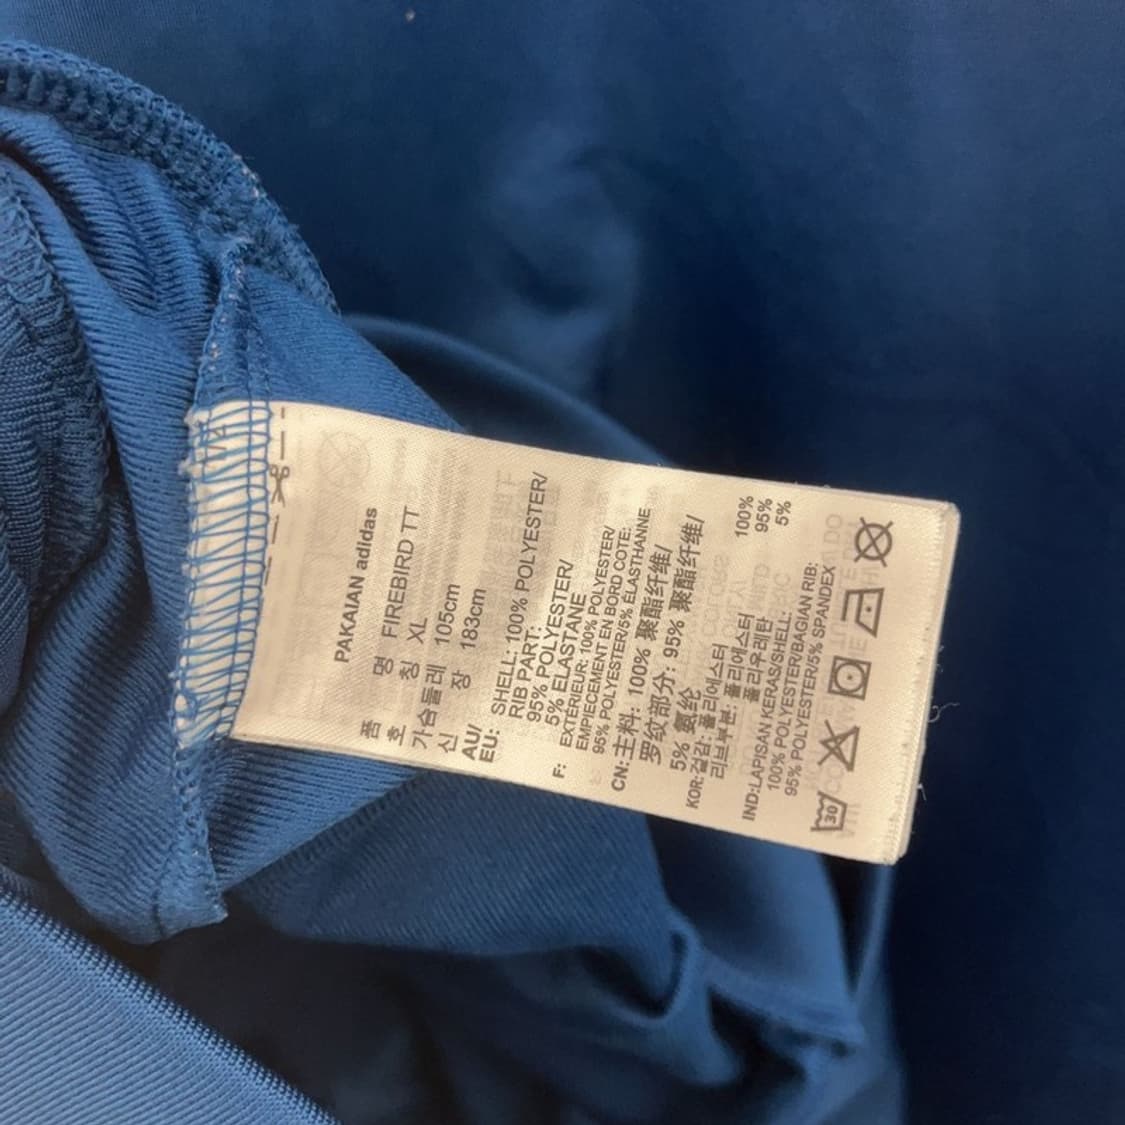 PAKAIAN adidas
품 명 FIREBIRD TT
호 칭 XL
가슴둘레 105cm
신 장 183cm
AU/
EU: SHELL: 100% POLYESTER/
RIB PART:
95% POLYESTER/
5% ELASTANE
F: EXTÉRIEUR: 100% POLYESTER/
EMPIECEMENT EN BORD COTE:
95% POLYESTER/5% ÉLASTHANNE
CN:主料: 100% 聚酯纤维/
罗纹部分: 95% 聚酯纤维/
5% 氨纶
KOR:겉감: 폴리에스터 100%
리브부분: 폴리에스터 95%
폴리우레탄 5%
IND:LAPISAN KERAS/SHELL:
100% POLYESTER/BAGIAN RIB:
95% POLYESTER/5% SPANDEX
30